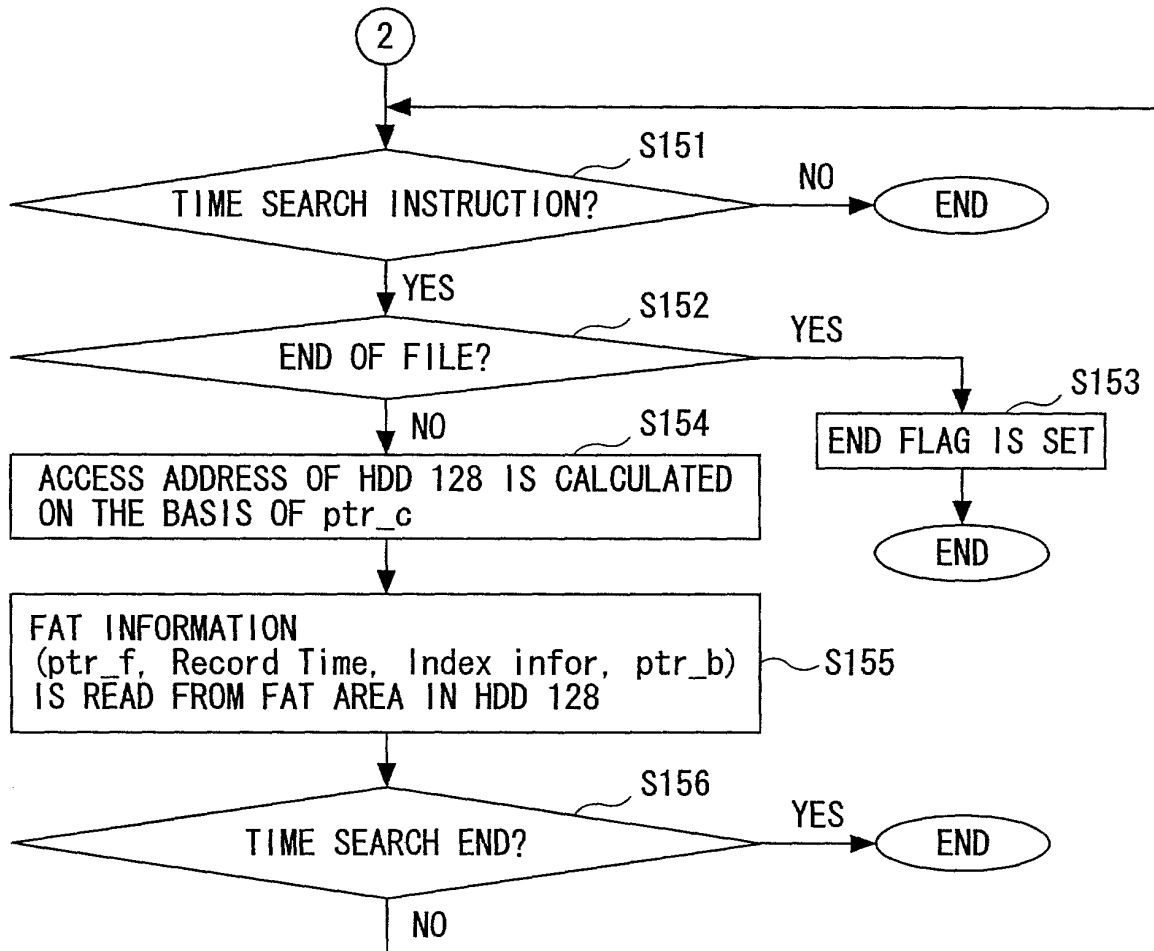 2
S151
TIME SEARCH INSTRUCTION?
NO
END
YES
S152
END OF FILE?
YES
S153
END FLAG IS SET
END
NO
S154
ACCESS ADDRESS OF HDD 128 IS CALCULATED
ON THE BASIS OF ptr_c
FAT INFORMATION
(ptr_f, Record Time, Index infor, ptr_b)
IS READ FROM FAT AREA IN HDD 128
S155
S156
TIME SEARCH END?
YES
END
NO